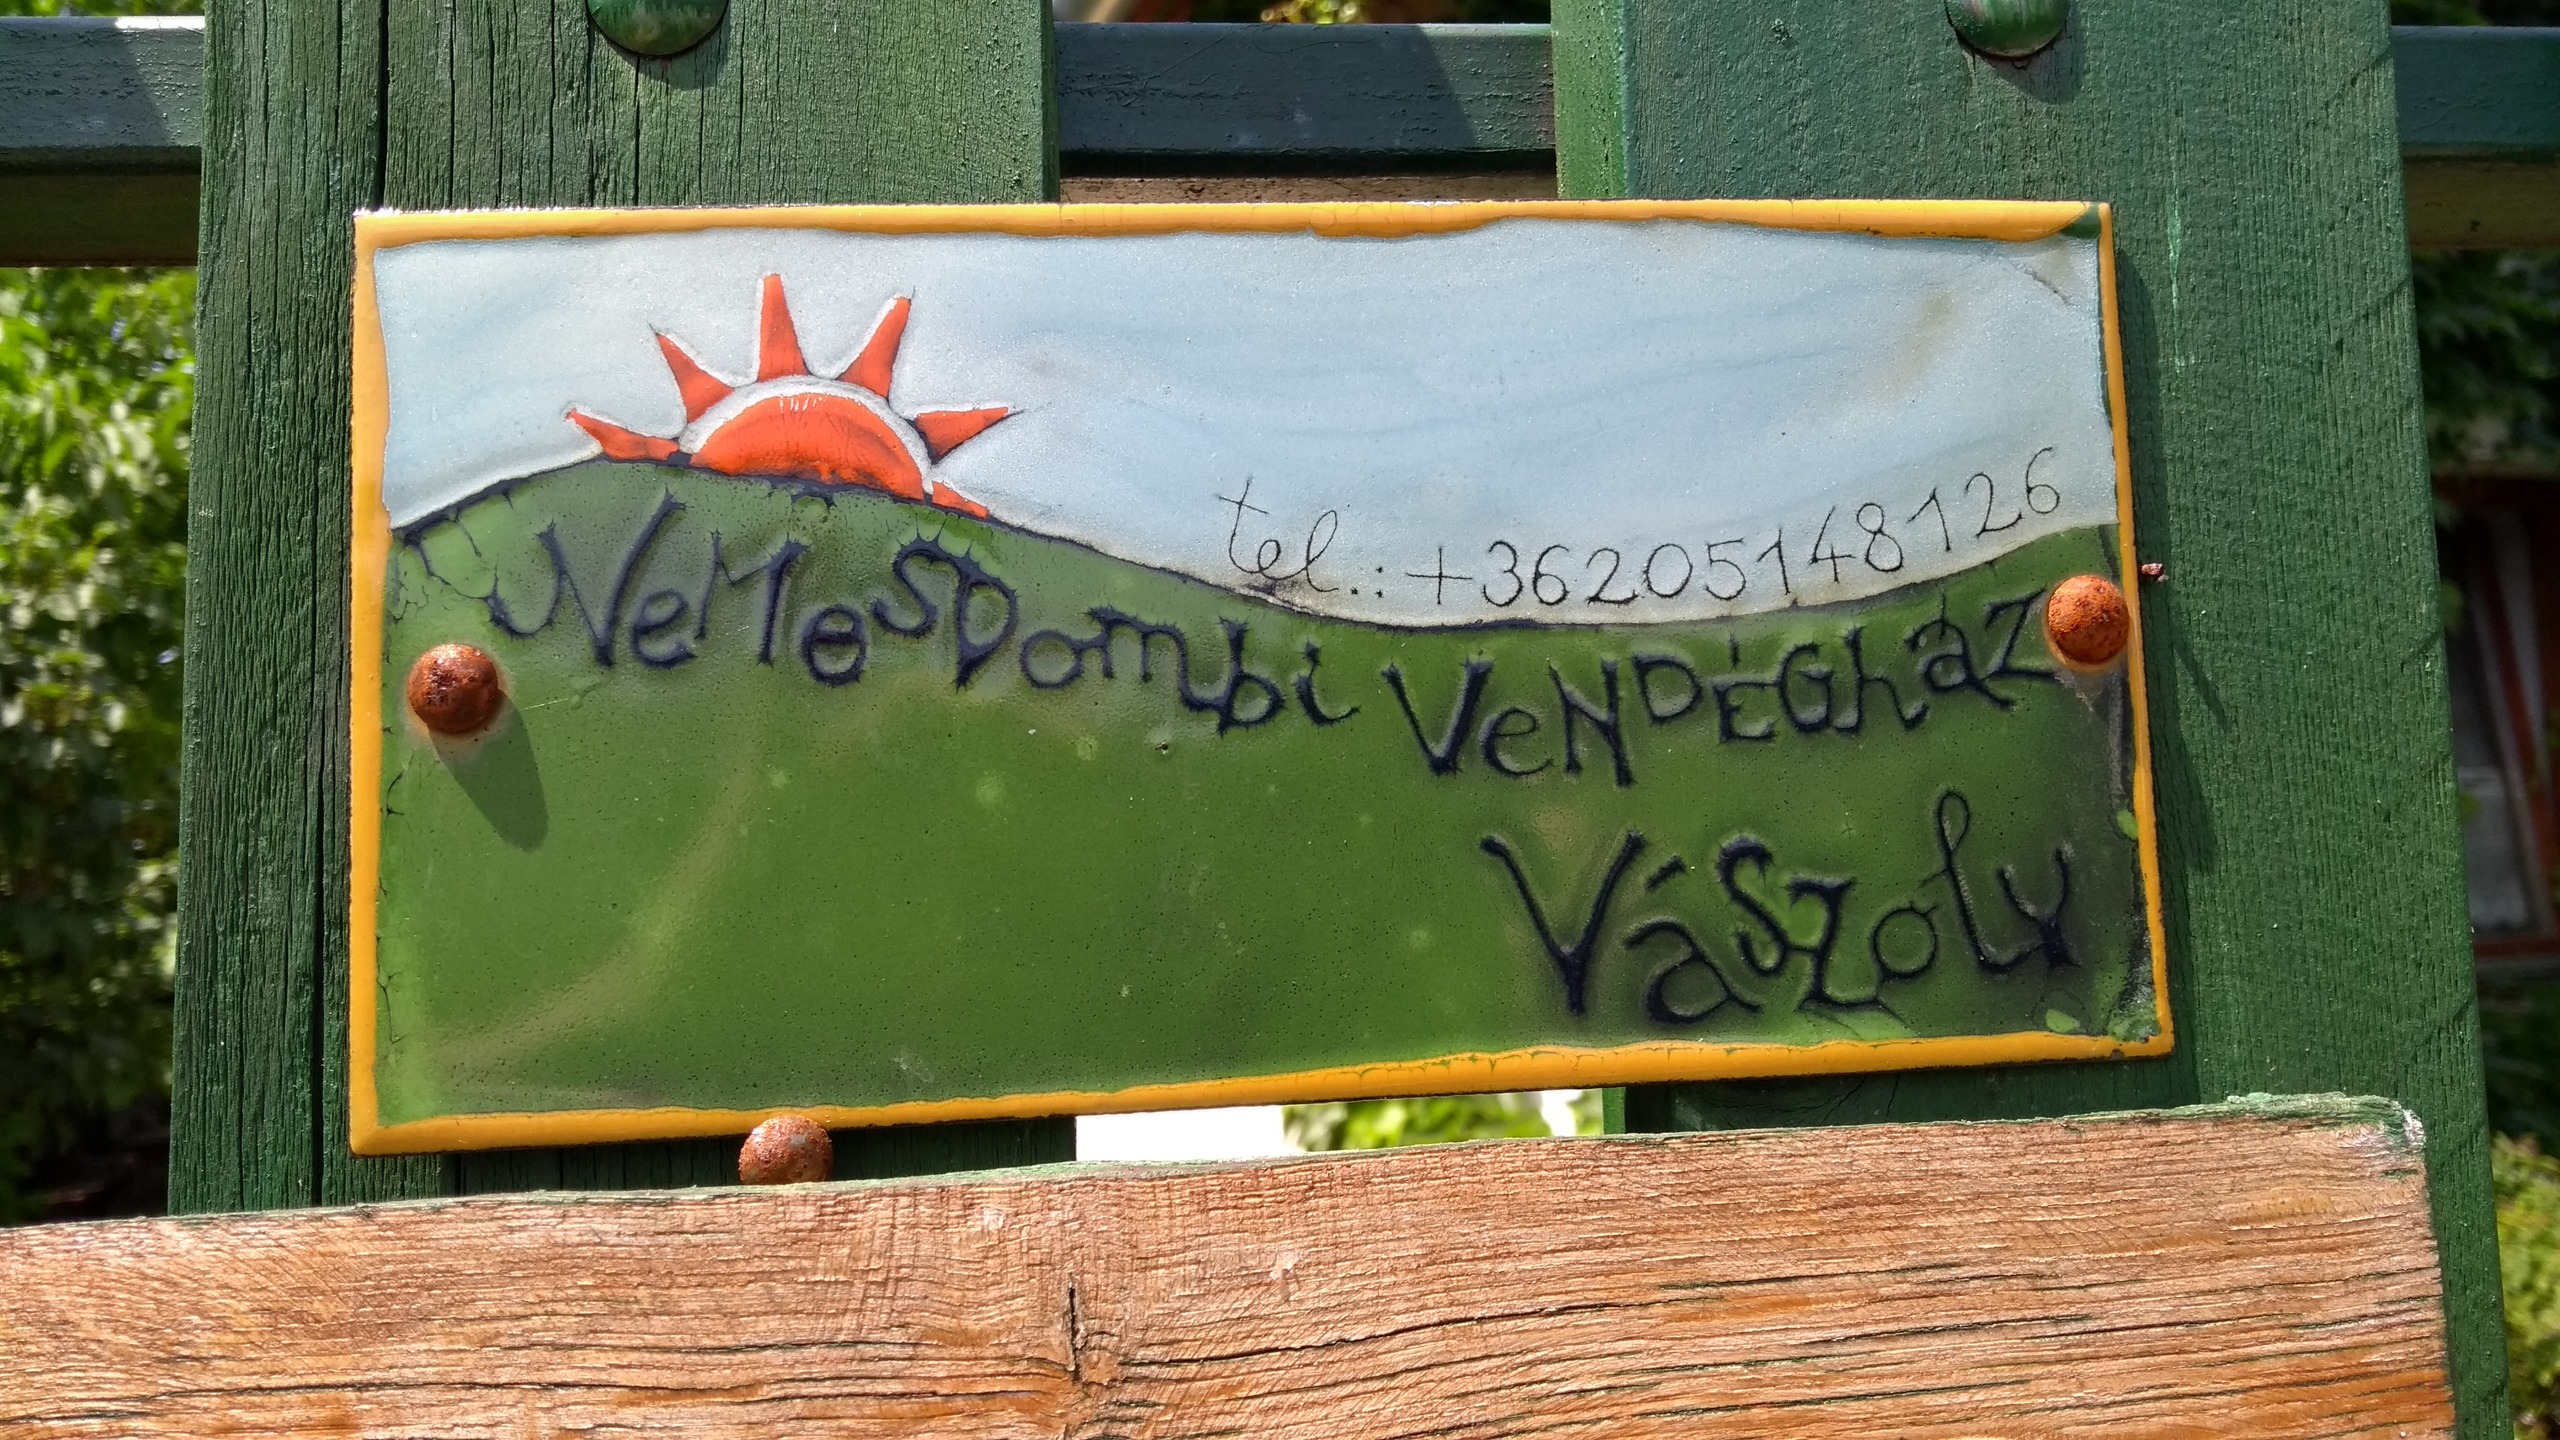 tel.: +36205148126
NeMesDombi VeNDÉGház
Vászoly